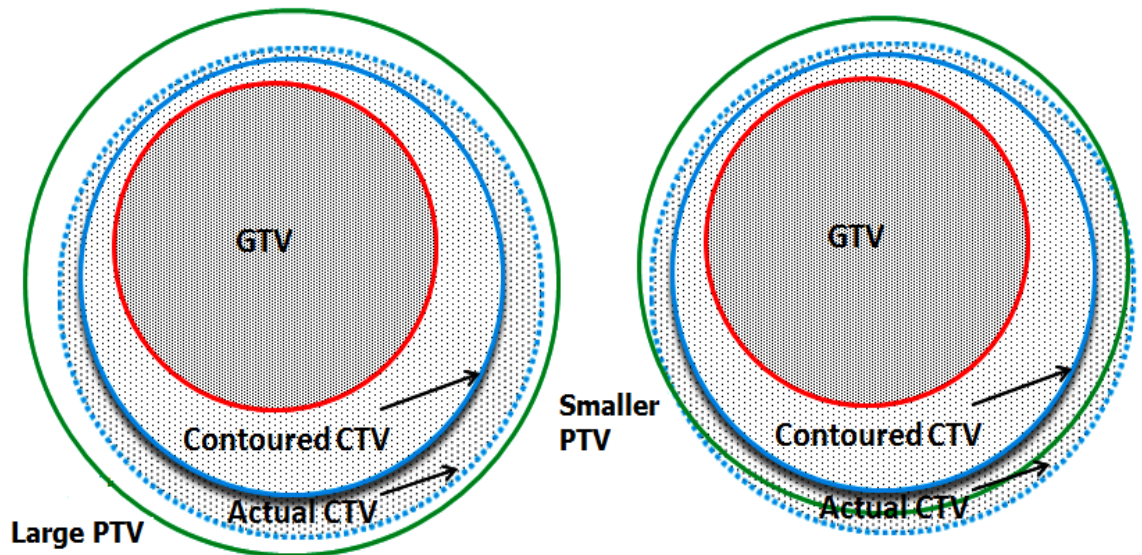 GTV
Contoured CTV
Actual CTV
Large PTV
Smaller
PTV
GTV
Contoured CTV
Actual CTV